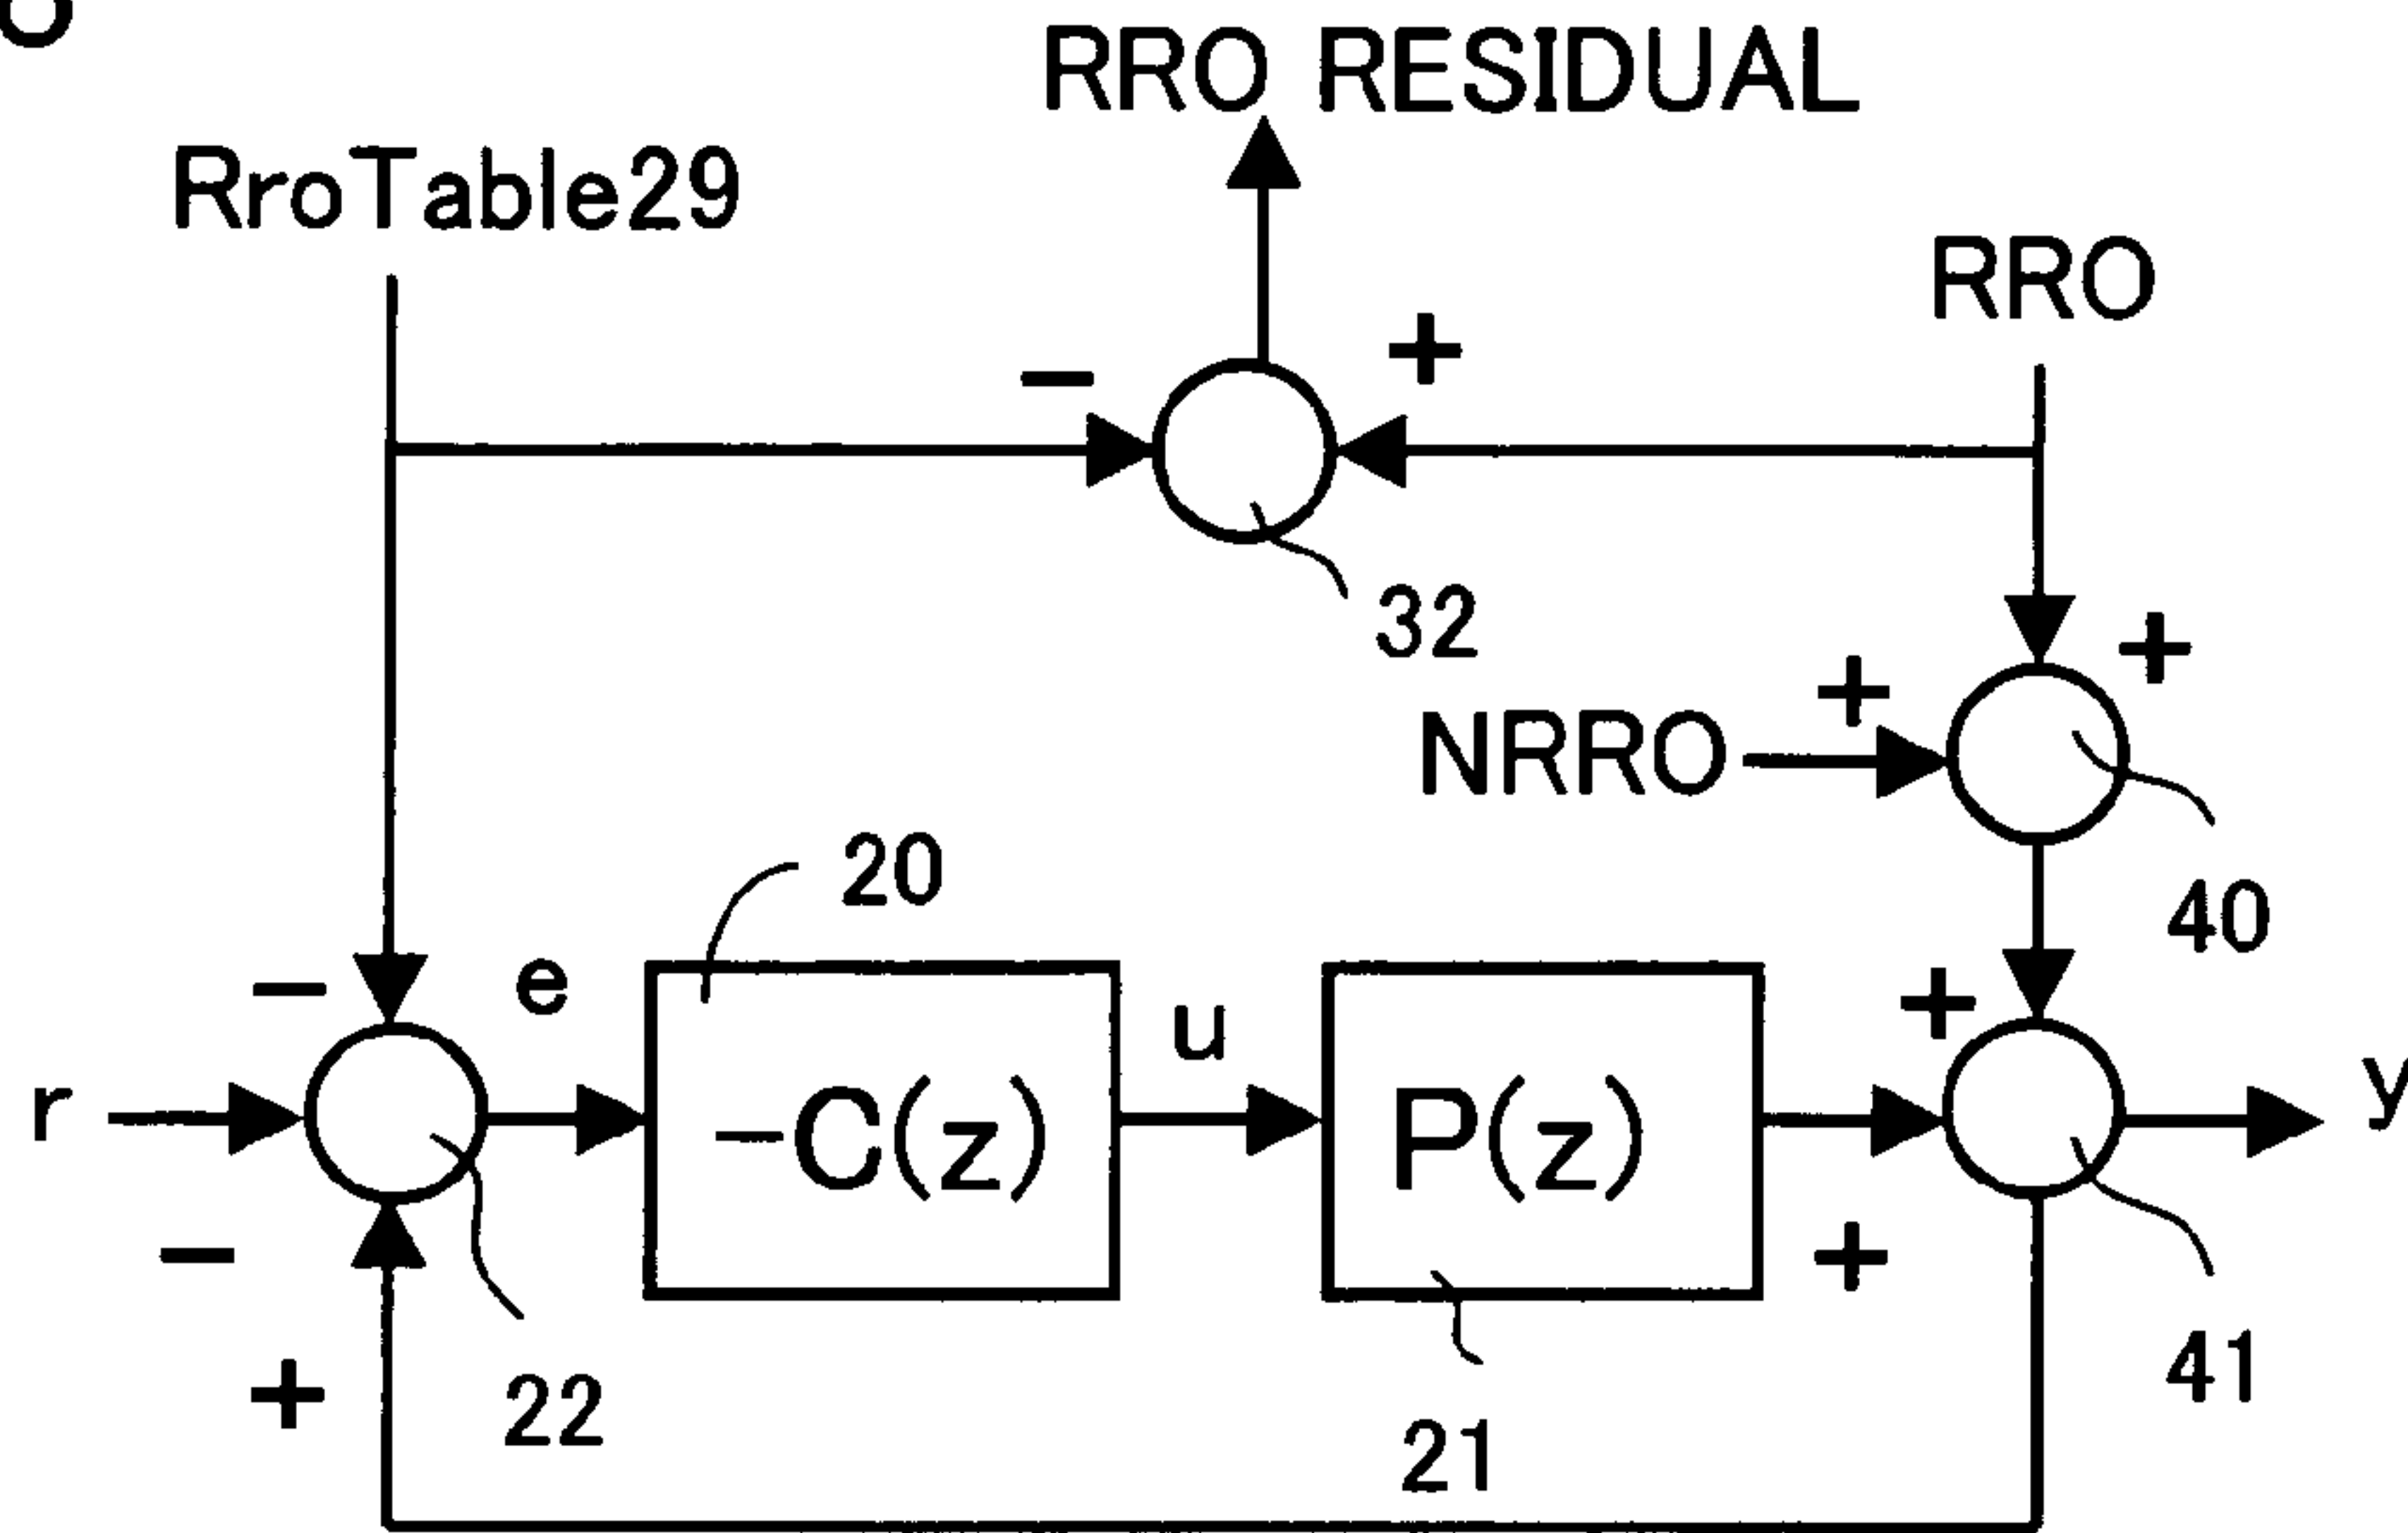 RRO RESIDUAL
RroTable29
RRO
− +
32
+
+
NRRO
20
40
− e
u
+
r
−C(z)
P(z)
y
−
+
+
22
21
41